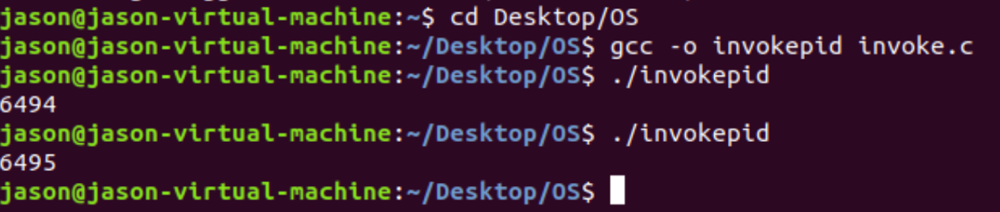 jason@jason-virtual-machine:~$ cd Desktop/OS
jason@jason-virtual-machine:~/Desktop/OS$ gcc -o invokepid invoke.c
jason@jason-virtual-machine:~/Desktop/OS$ ./invokepid
6494
jason@jason-virtual-machine:~/Desktop/OS$ ./invokepid
6495
jason@jason-virtual-machine:~/Desktop/OS$